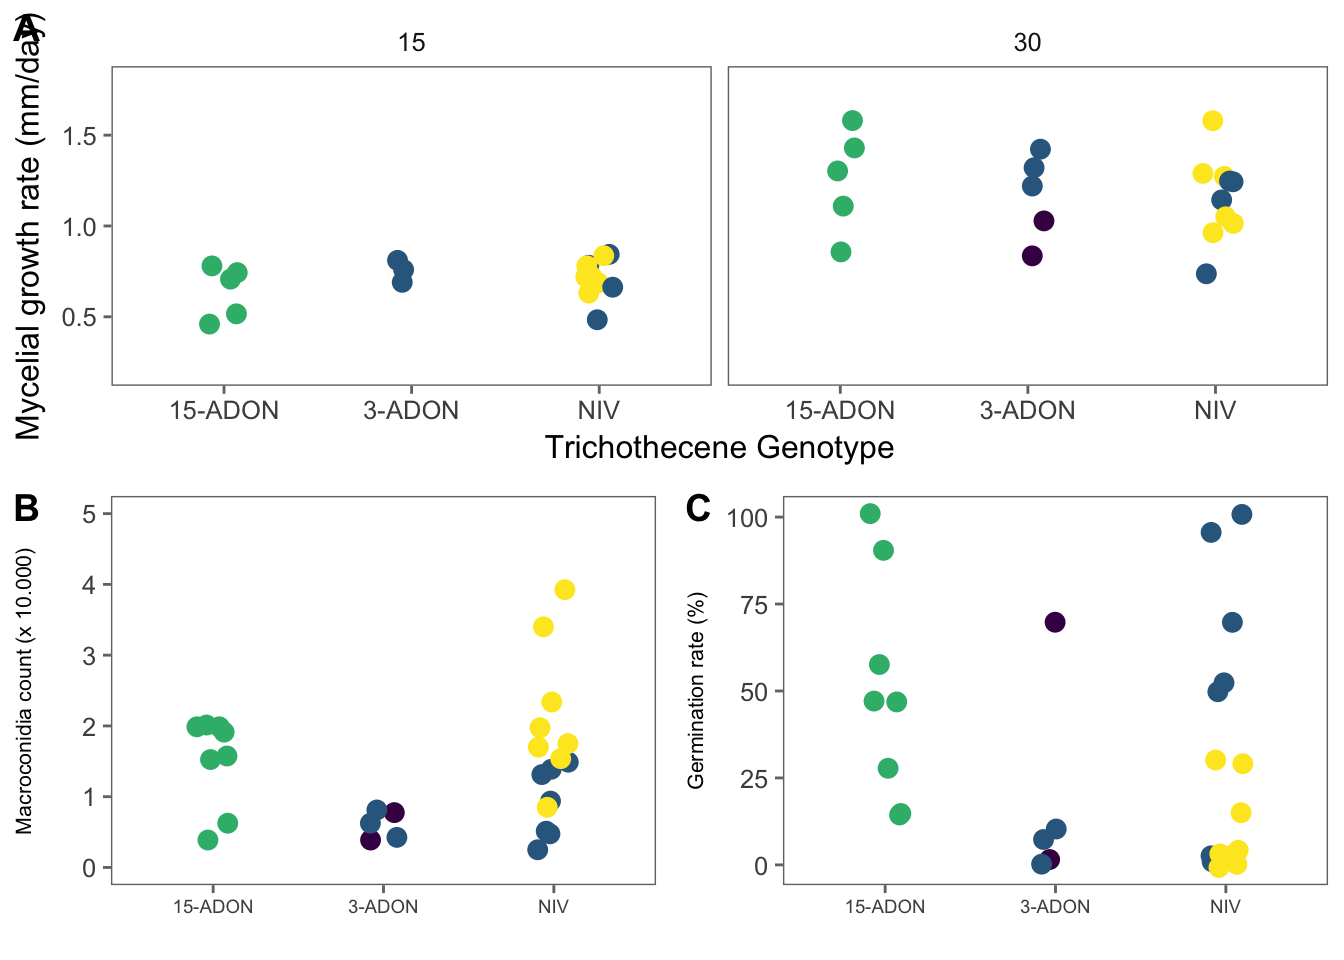 A
Mycelial growth rate (mm/day)
15
30
1.5
1.0
0.5
15-ADON 3-ADON NIV
15-ADON 3-ADON NIV
Trichothecene Genotype
B
Macroconidia count (x 10.000)
5
4
3
2
1
0
15-ADON 3-ADON NIV
C
Germination rate (%)
100
75
50
25
0
15-ADON 3-ADON NIV